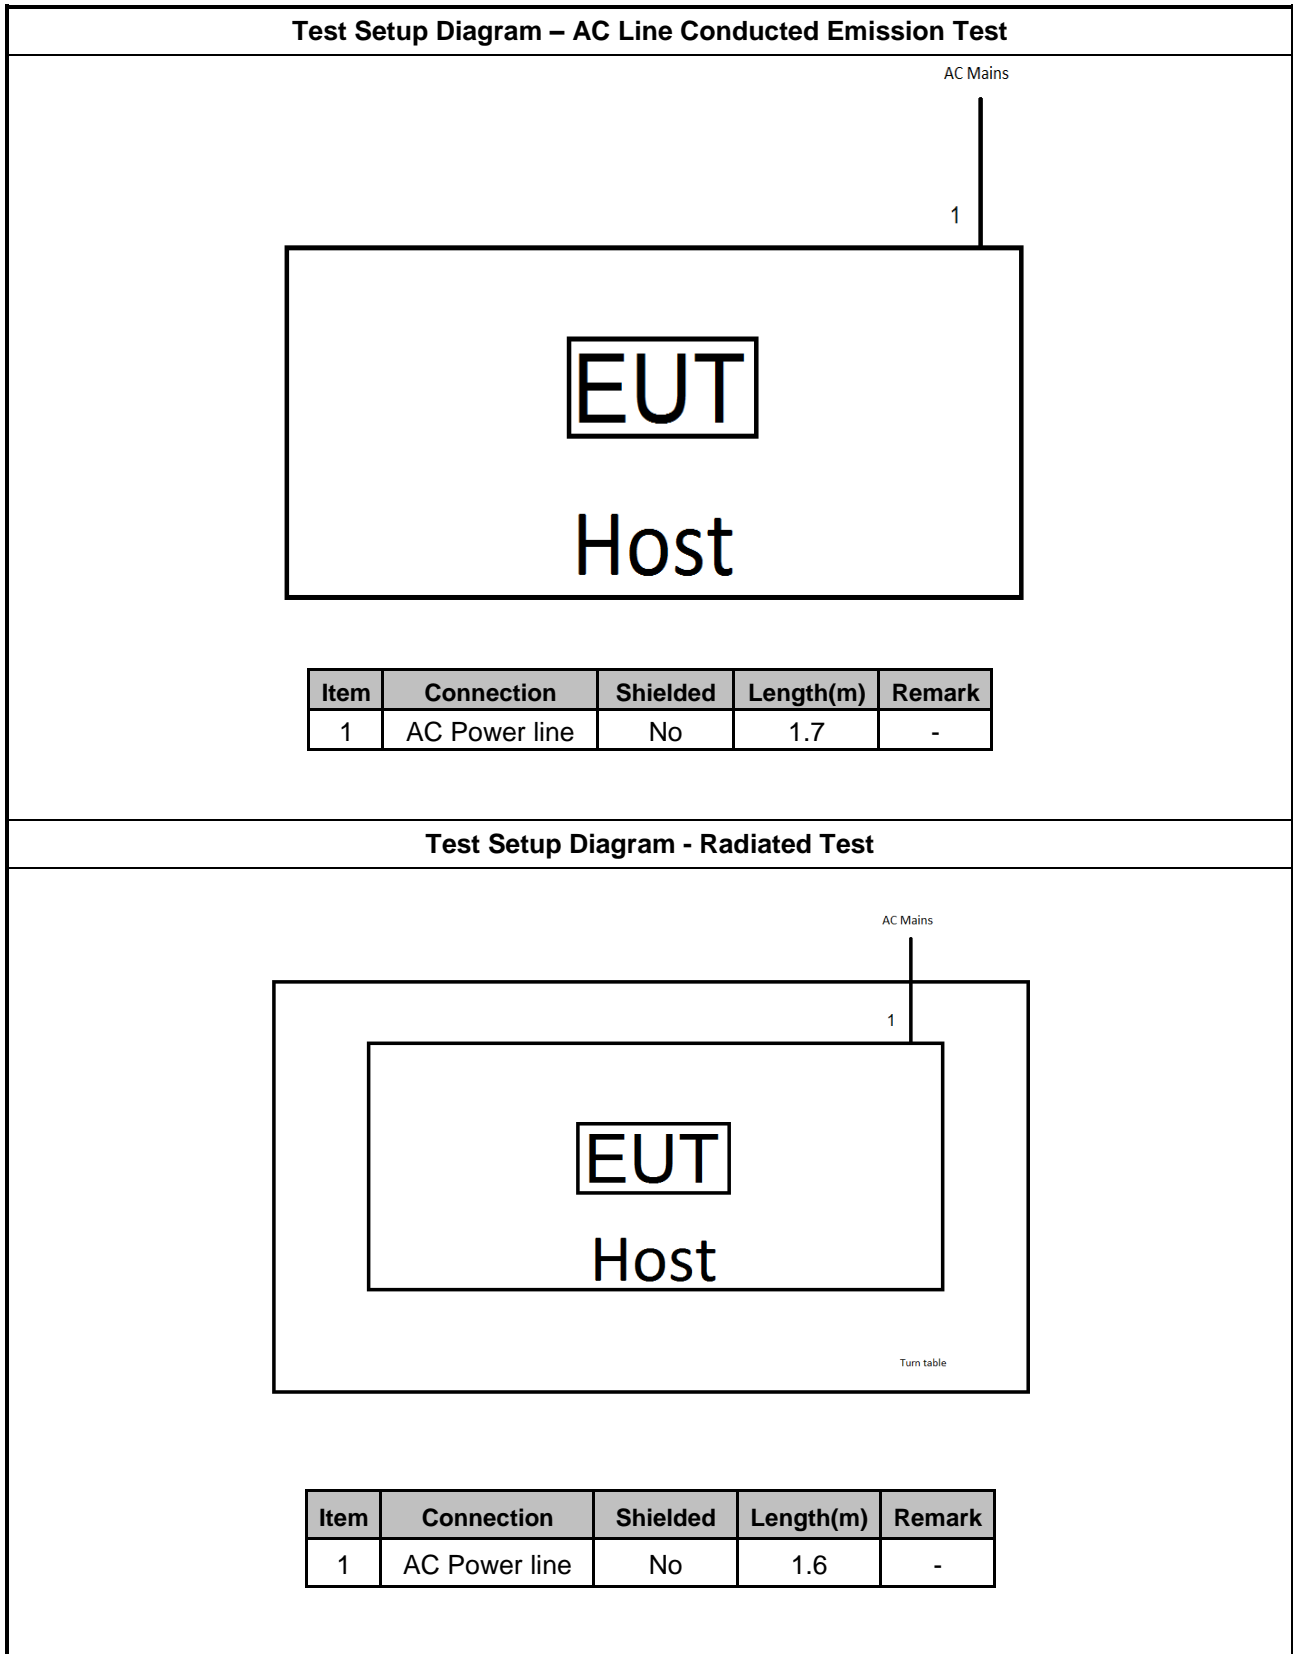 Test Setup Diagram – AC Line Conducted Emission Test
AC Mains
1
EUT
Host
Item Connection Shielded Length(m) Remark
1 AC Power line No 1.7 -
Test Setup Diagram - Radiated Test
AC Mains
1
EUT
Host
Turn table
Item Connection Shielded Length(m) Remark
1 AC Power line No 1.6 -